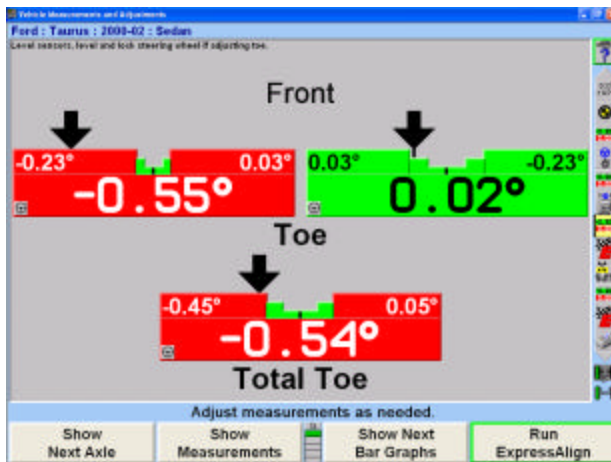 Vehicle Measurements and Adjustments
Ford : Taurus : 2000-02 : Sedan
Level sensors, level and lock steering wheel if adjusting toe.
Front
-0.23° 0.03° 0.03° -0.23°
-0.55° 0.02°
Toe
-0.45° 0.05°
-0.54°
Total Toe
Adjust measurements as needed.
Show Show Show Next Run
Next Axle Measurements Bar Graphs ExpressAlign